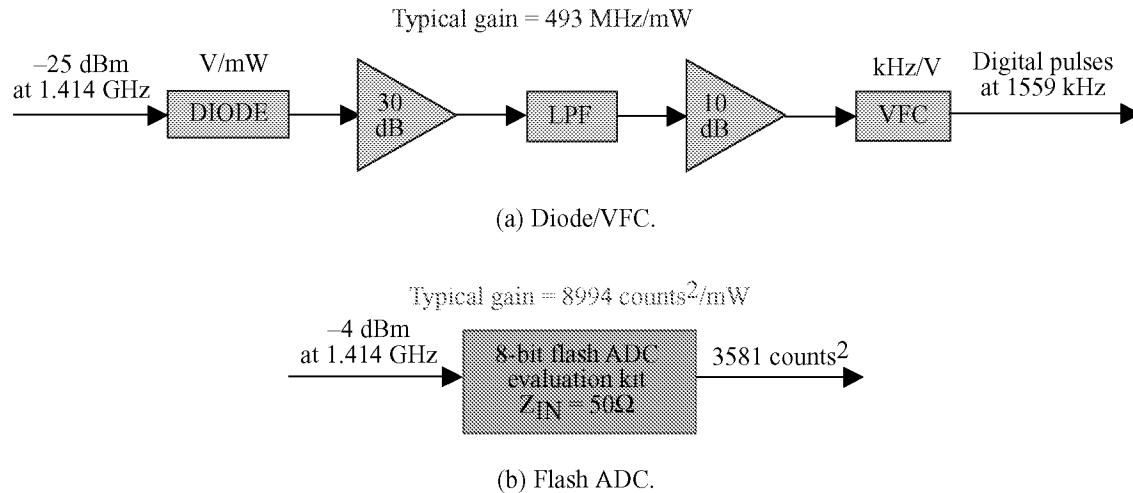 Typical gain = 493 MHz/mW
–25 dBm
at 1.414 GHz
V/mW
DIODE
30
dB
LPF
10
dB
kHz/V
VFC
Digital pulses
at 1559 kHz
(a) Diode/VFC.
Typical gain = 8994 counts²/mW
–4 dBm
at 1.414 GHz
8-bit flash ADC
evaluation kit
Z_IN = 50Ω
3581 counts²
(b) Flash ADC.